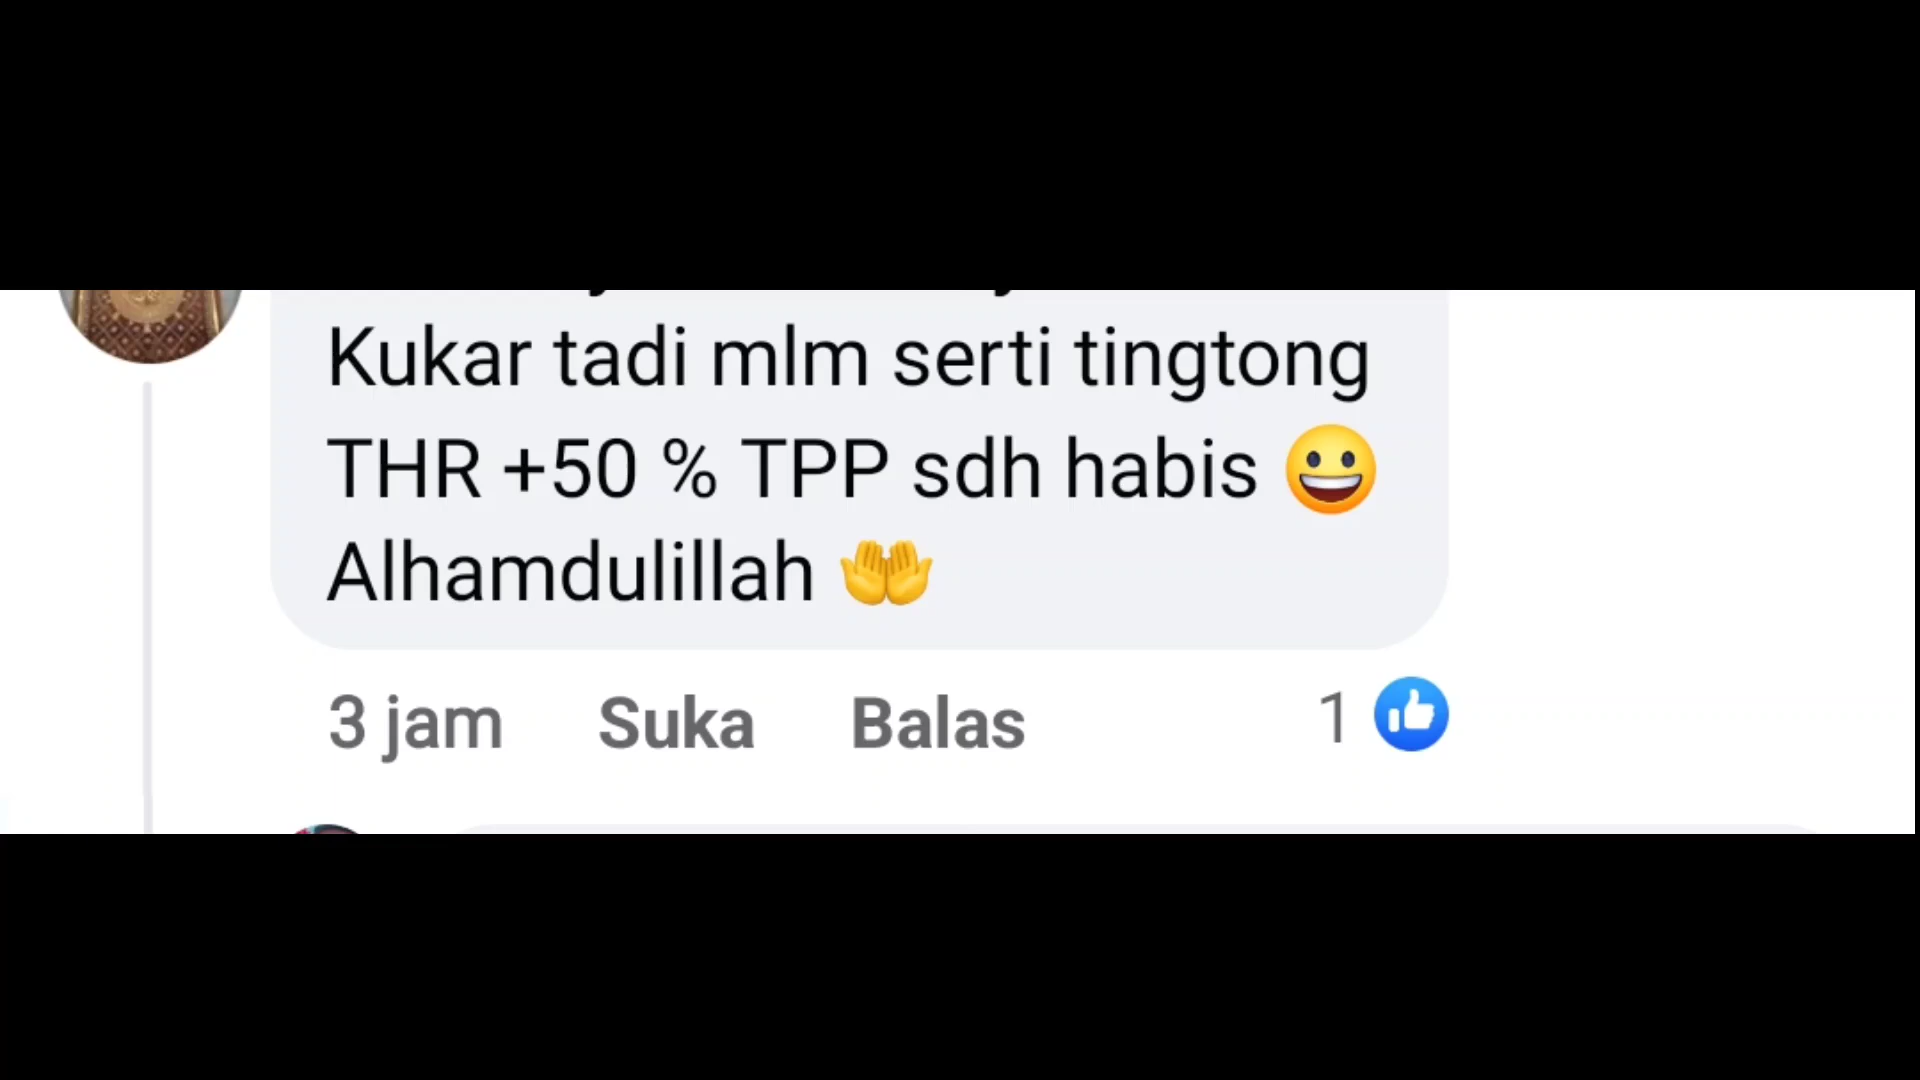 Kukar tadi mlm serti tingtong
THR +50 % TPP sdh habis 😀
Alhamdulillah 🤲
3 jam Suka Balas 1